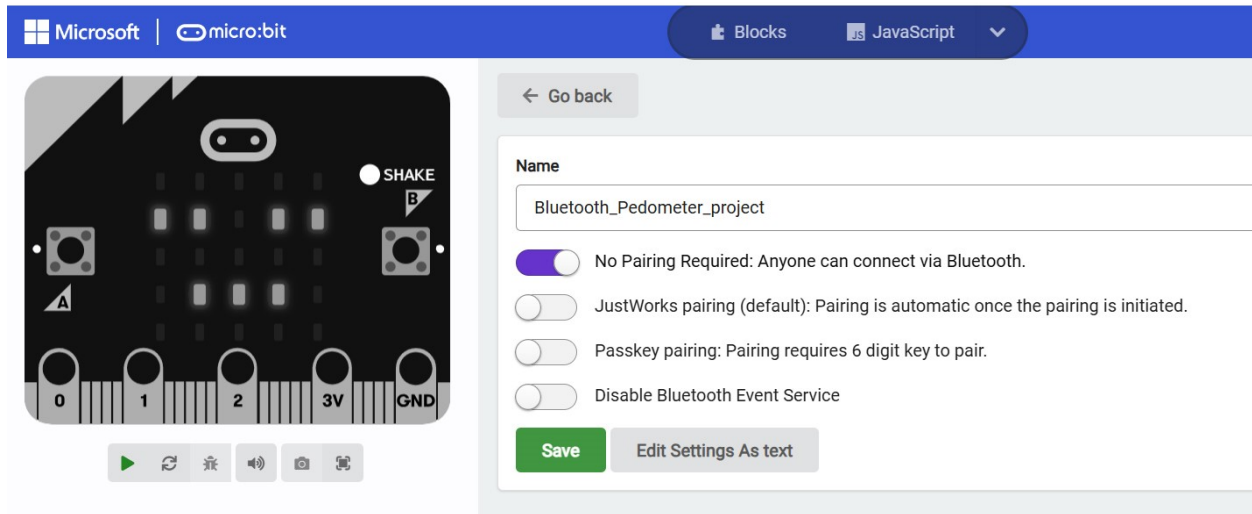 Microsoft micro:bit Blocks JS JavaScript
Go back
Name
Bluetooth_Pedometer_project
No Pairing Required: Anyone can connect via Bluetooth.
JustWorks pairing (default): Pairing is automatic once the pairing is initiated.
Passkey pairing: Pairing requires 6 digit key to pair.
Disable Bluetooth Event Service
Save Edit Settings As text
SHAKE
B
A
0 1 2 3V GND